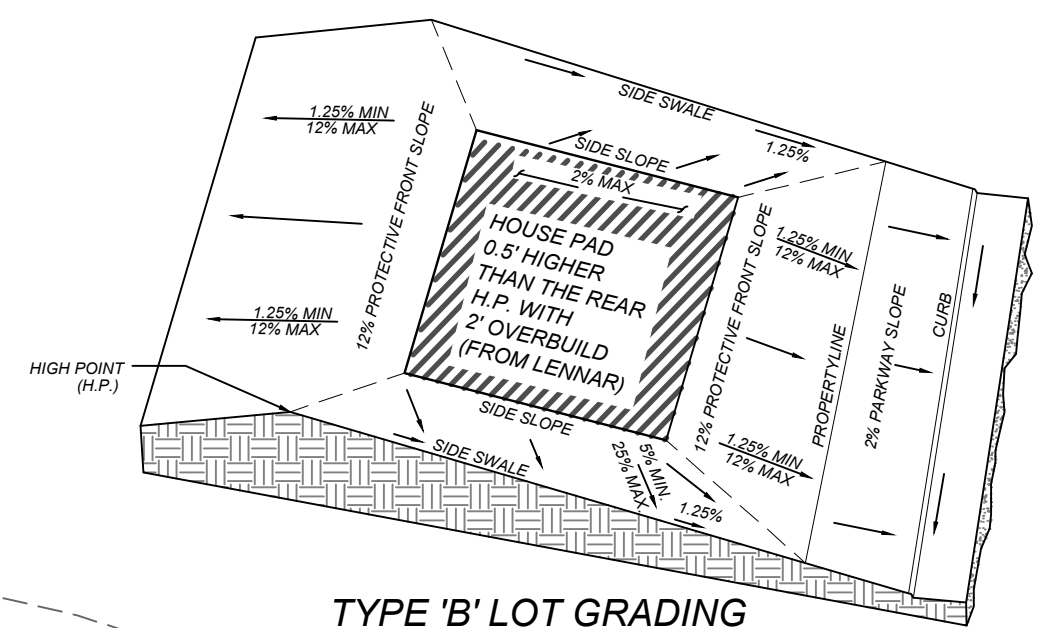 SIDE SWALE
1.25% MIN
12% MAX
12% PROTECTIVE FRONT SLOPE
SIDE SLOPE
1.25%
2% MAX
HOUSE PAD
0.5' HIGHER
THAN THE REAR
H.P. WITH
2' OVERBUILD
(FROM LENNAR)
12% PROTECTIVE FRONT SLOPE
1.25% MIN
12% MAX
PROPERTYLINE
2% PARKWAY SLOPE
CURB
1.25% MIN
12% MAX
HIGH POINT
(H.P.)
SIDE SLOPE
SIDE SWALE
5% MIN.
25% MAX.
1.25%
1.25% MIN
12% MAX
TYPE 'B' LOT GRADING